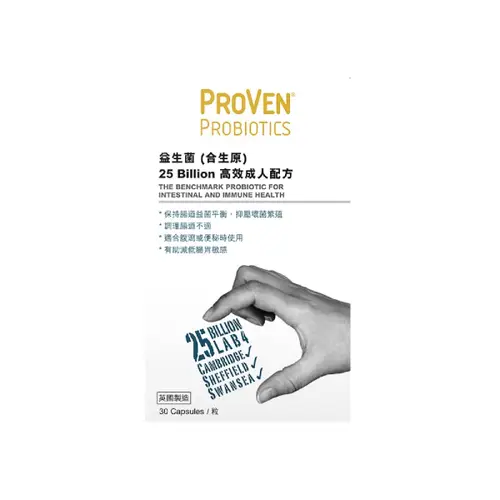 PROVEN®
PROBIOTICS
益生菌 (合生原)
25 Billion 高效成人配方
THE BENCHMARK PROBIOTIC FOR
INTESTINAL AND IMMUNE HEALTH
* 保持腸道益菌平衡,抑壓壞菌繁殖
* 調理腸道不適
* 適合腹瀉或便秘時使用
* 有助減低腸胃敏感
25 BILLION
LAB4
CAMBRIDGE ✓
SHEFFIELD ✓
SWANSEA ✓
英國製造
30 Capsules / 粒